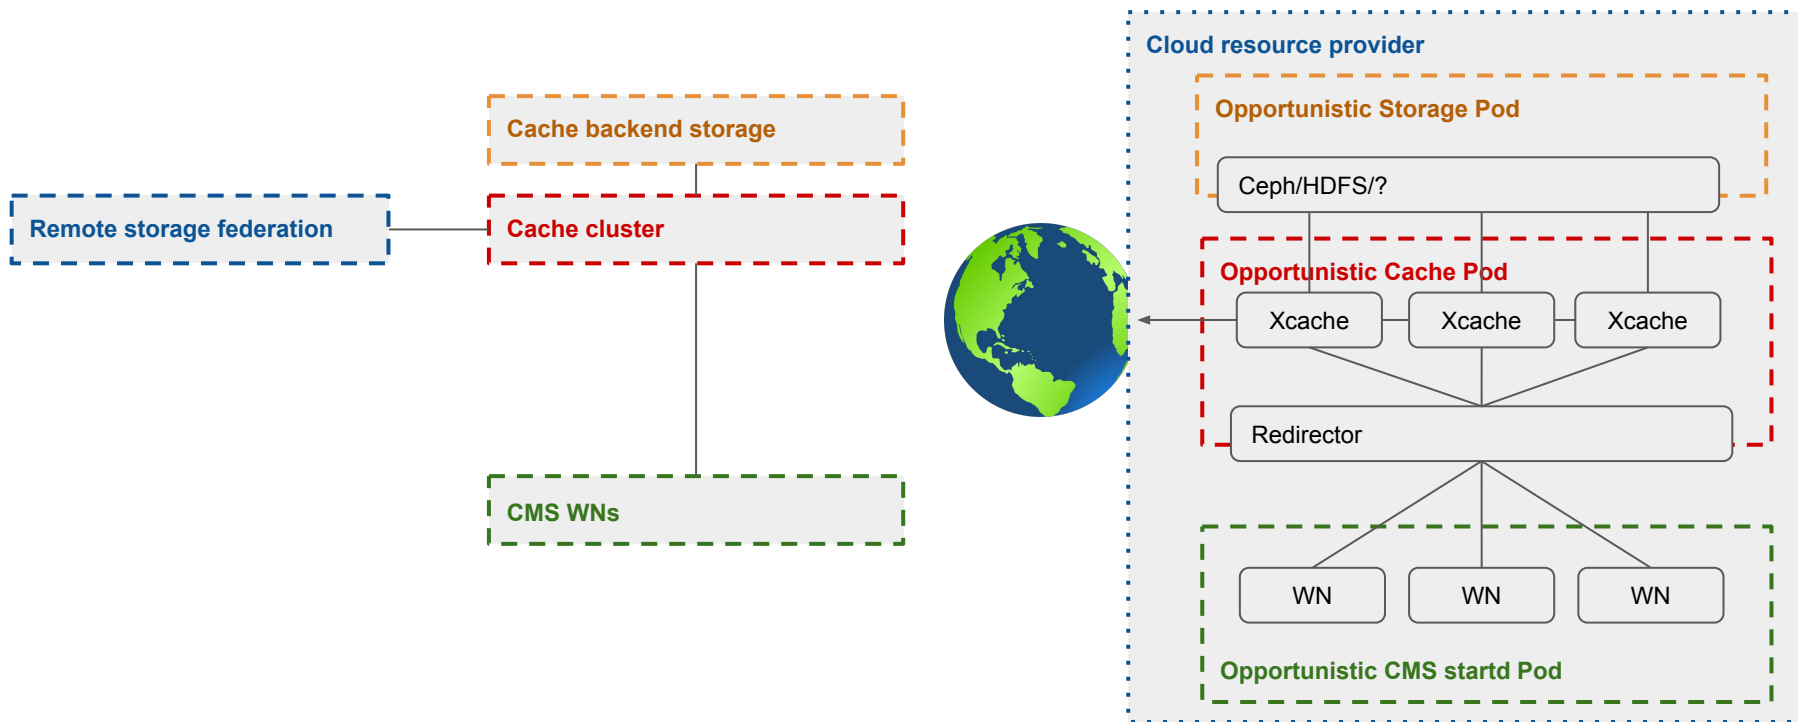 Cache backend storage
Remote storage federation
Cache cluster
CMS WNs
Cloud resource provider
Opportunistic Storage Pod
Ceph/HDFS/?
Opportunistic Cache Pod
Xcache
Xcache
Xcache
Redirector
WN
WN
WN
Opportunistic CMS startd Pod